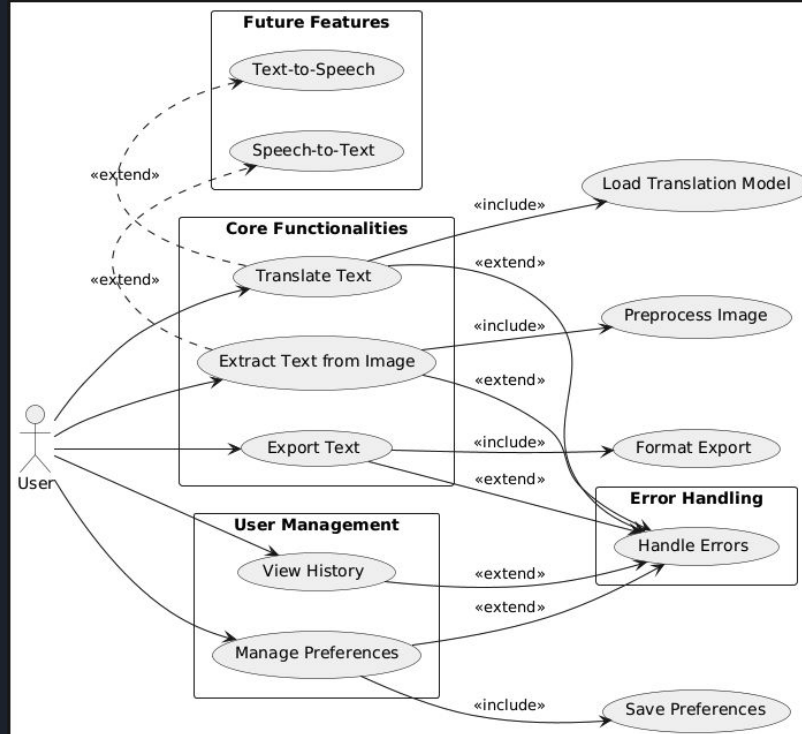 Future Features
Text-to-Speech
Speech-to-Text
«extend»
«extend»
Core Functionalities
Translate Text
Extract Text from Image
Export Text
User
User Management
View History
Manage Preferences
«include»
«extend»
«include»
«extend»
«include»
«extend»
«extend»
«extend»
«include»
Load Translation Model
Preprocess Image
Format Export
Error Handling
Handle Errors
Save Preferences